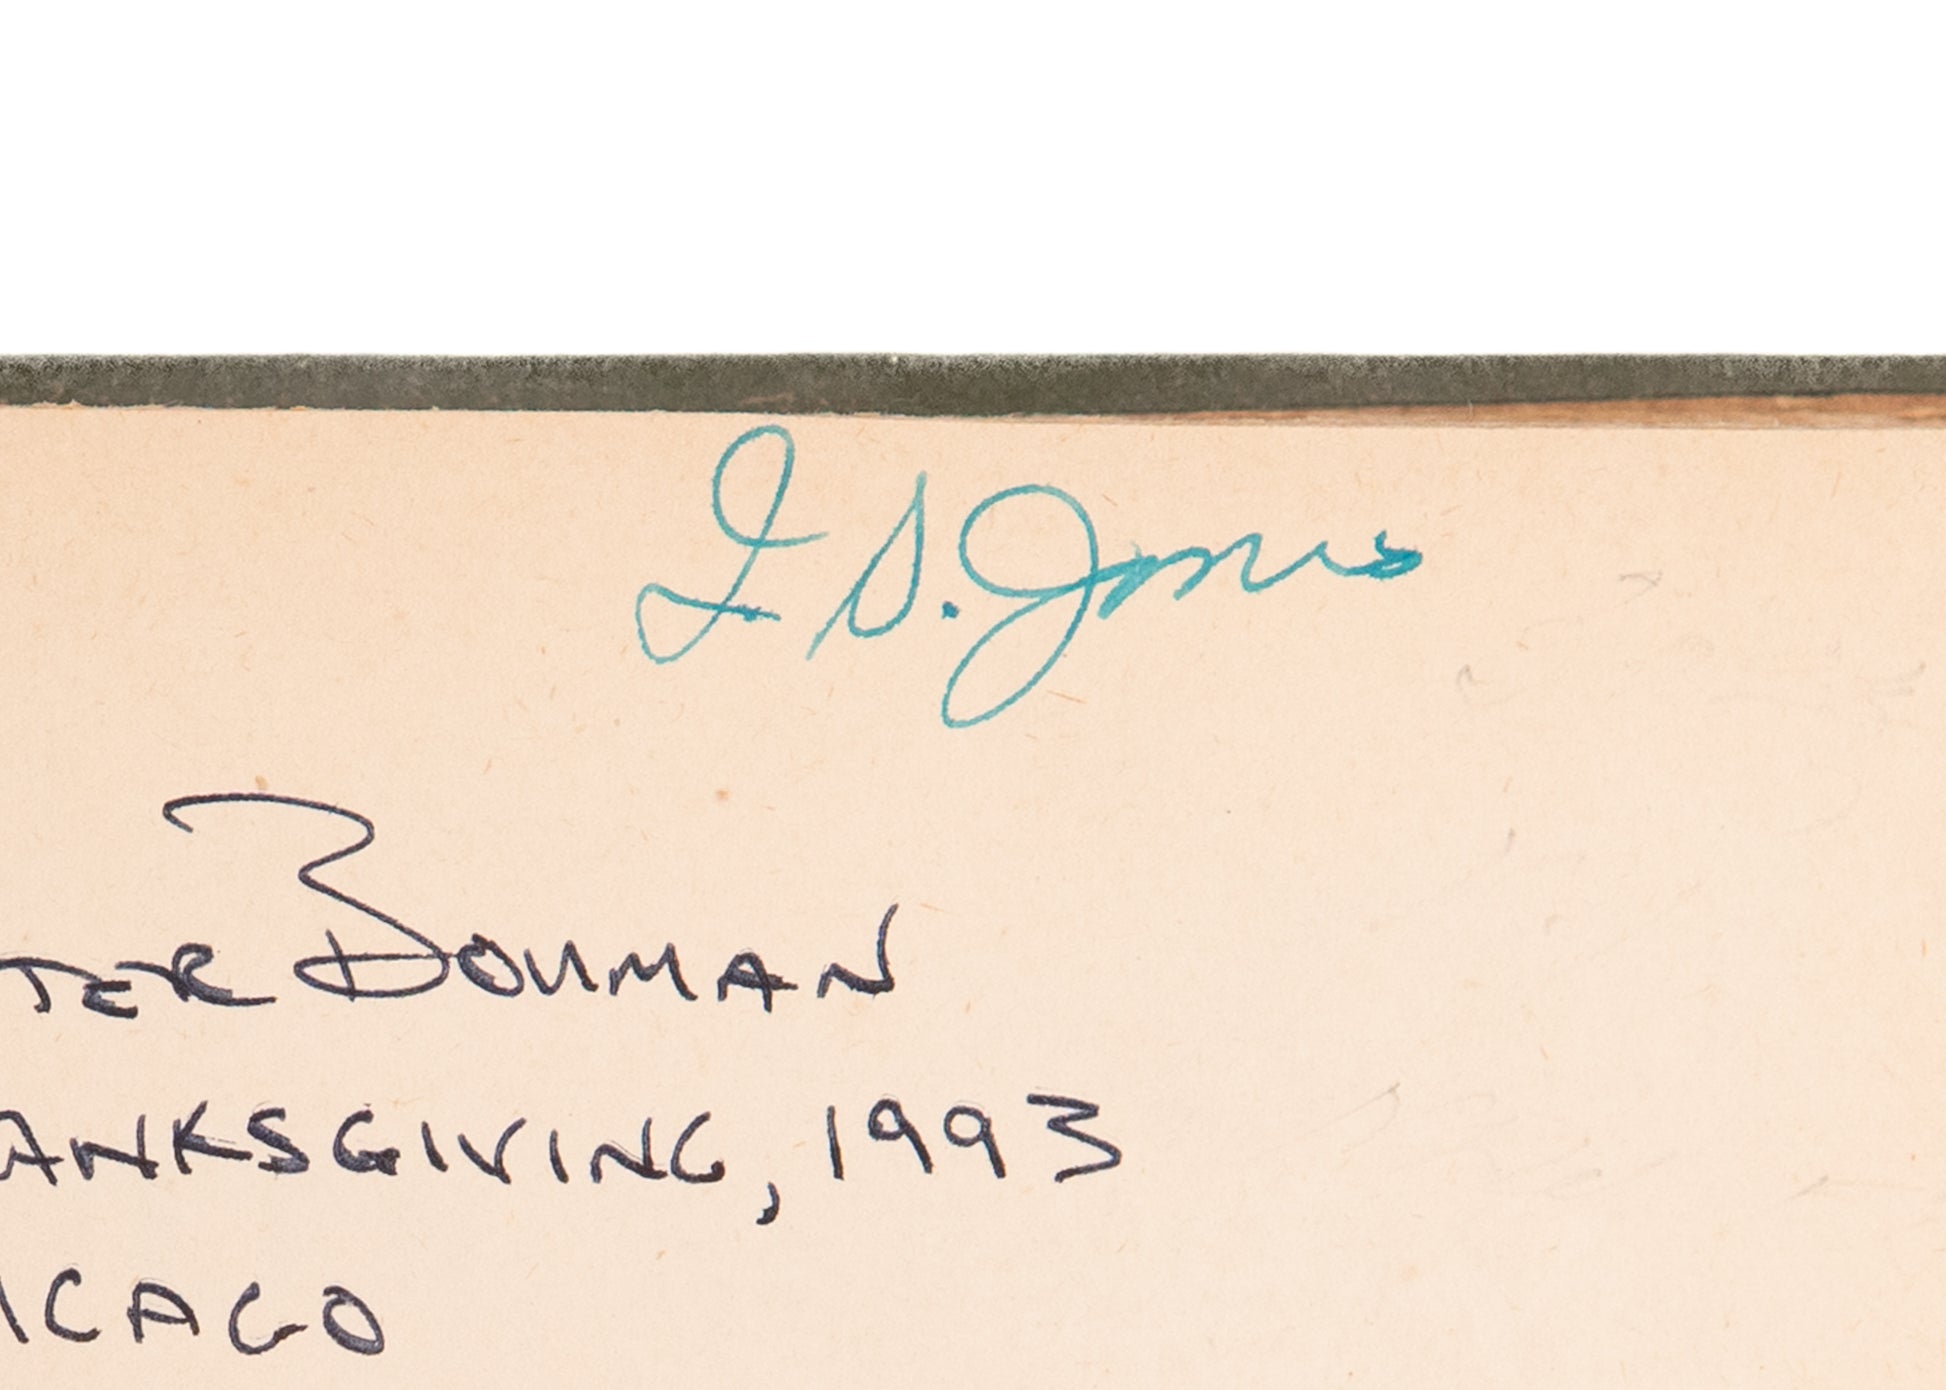 I S. Jones
TER BOUMAN
ANKSGIVING, 1993
ICAGO